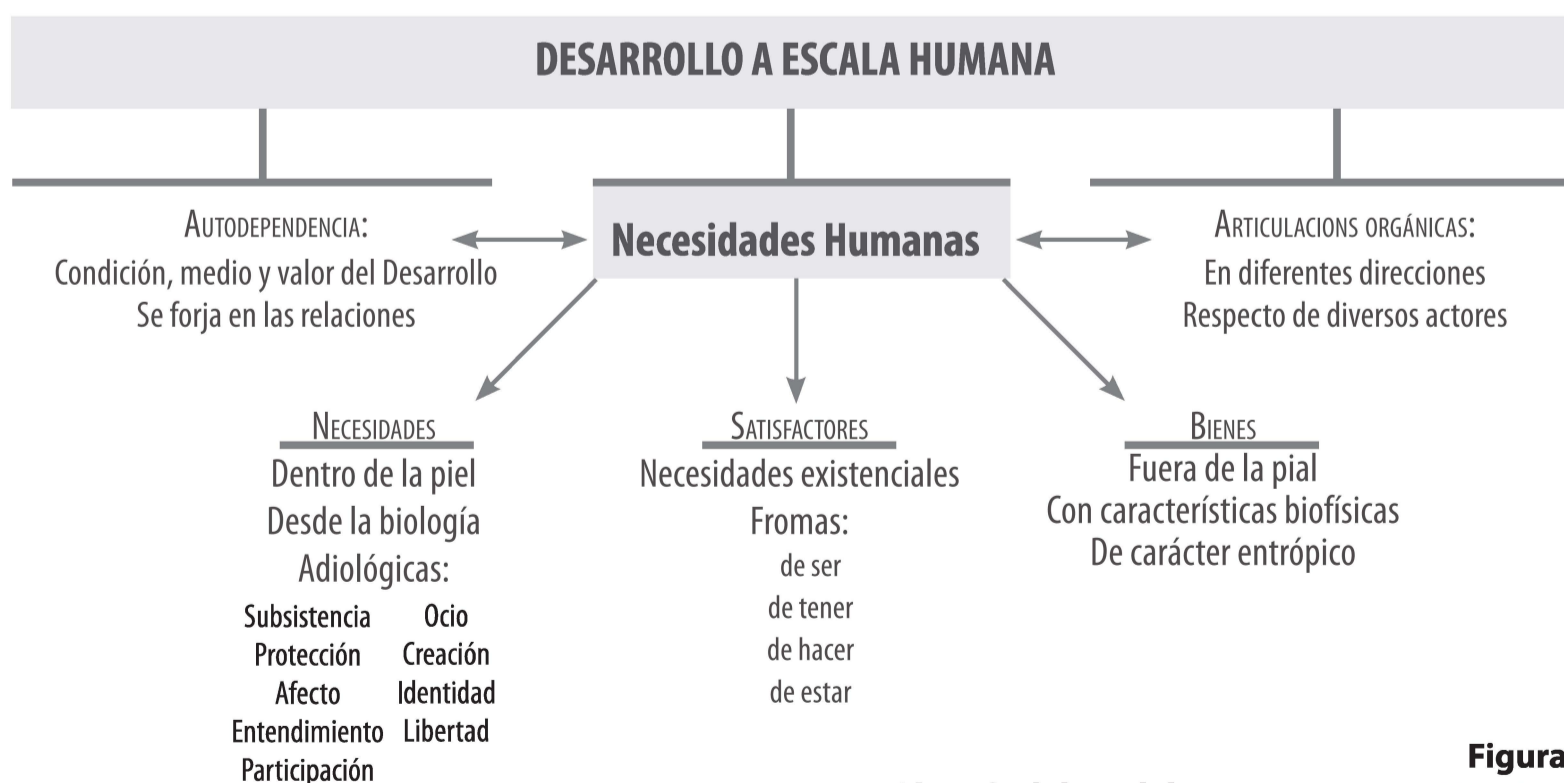 DESARROLLO A ESCALA HUMANA
AUTODEPENDENCIA:
Condición, medio y valor del Desarrollo
Se forja en las relaciones
Necesidades Humanas
ARTICULACIONS ORGÁNICAS:
En diferentes direcciones
Respecto de diversos actores
NECESIDADES
Dentro de la piel
Desde la biología
Adiológicas:
Subsistencia Ocio
Protección Creación
Afecto Identidad
Entendimiento Libertad
Participación
SATISFACTORES
Necesidades existenciales
Fromas:
de ser
de tener
de hacer
de estar
BIENES
Fuera de la pial
Con características biofísicas
De carácter entrópico
Figura